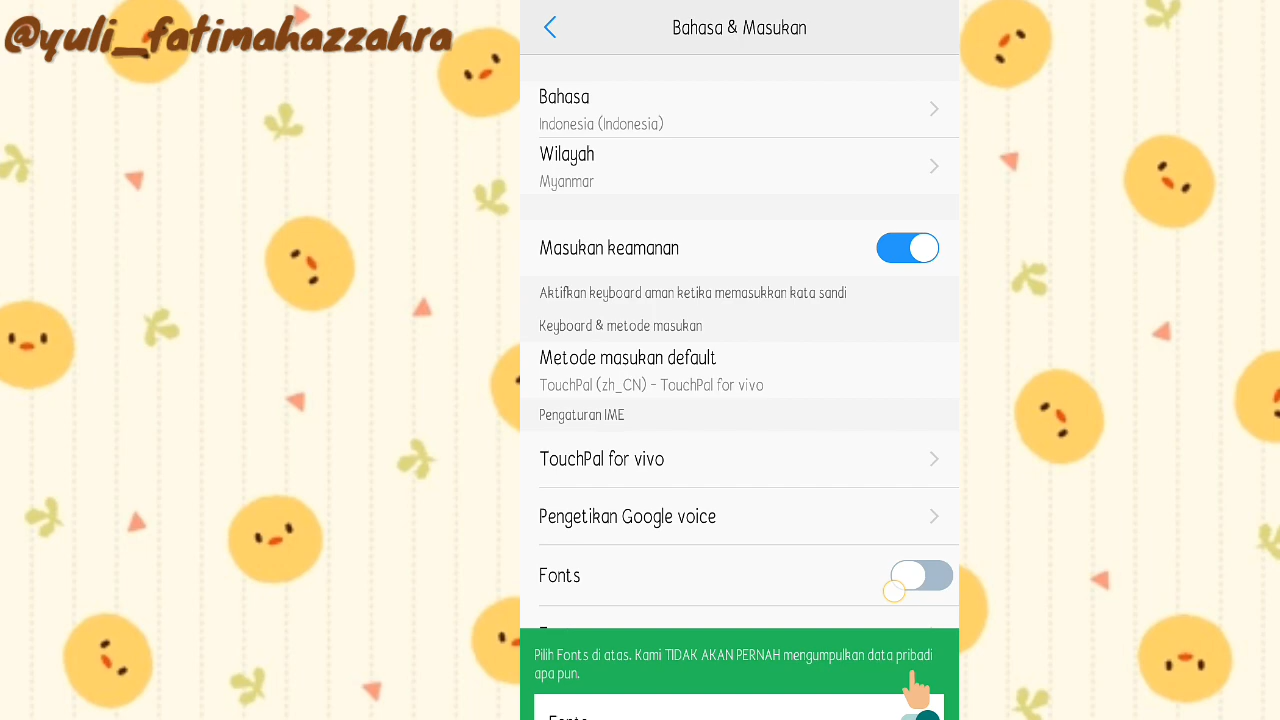 @yuli_fatimahazzahra
Bahasa & Masukan
Bahasa
Indonesia (Indonesia)
Wilayah
Myanmar
Masukan keamanan
Aktifkan keyboard aman ketika memasukkan kata sandi
Keyboard & metode masukan
Metode masukan default
TouchPal (zh_CN) - TouchPal for vivo
Pengaturan IME
TouchPal for vivo
Pengetikan Google voice
Fonts
Pilih Fonts di atas. Kami TIDAK AKAN PERNAH mengumpulkan data pribadi
apa pun.
Fonts